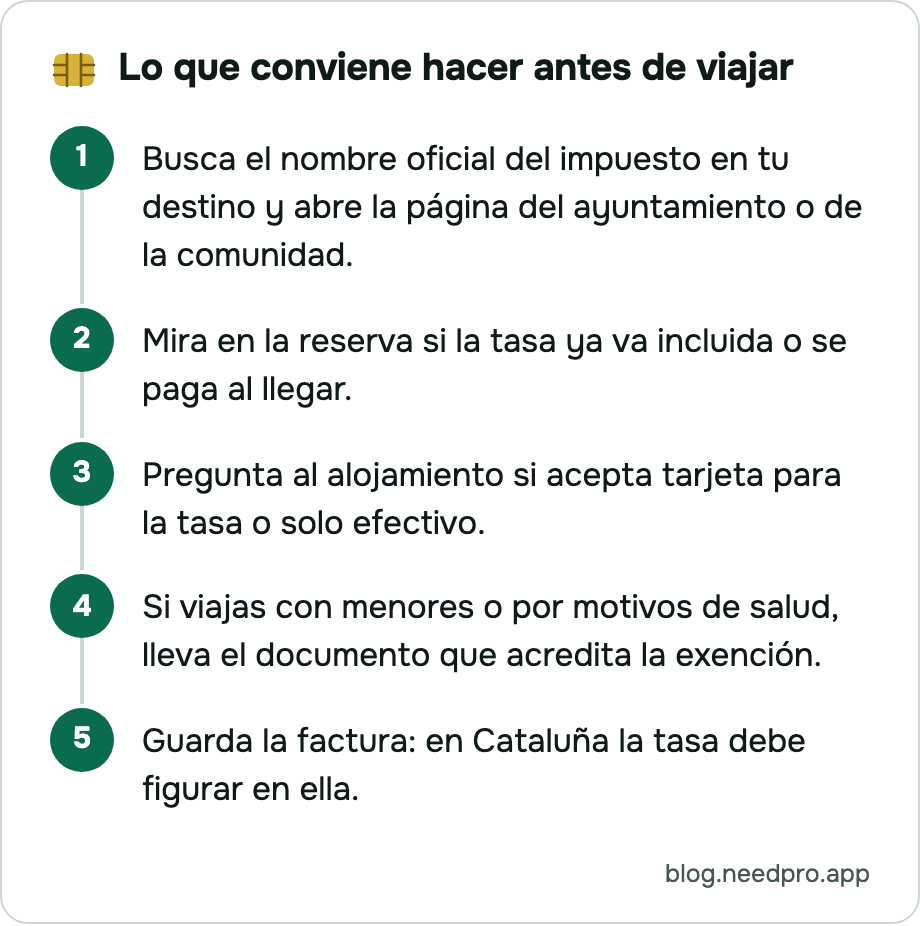 Lo que conviene hacer antes de viajar
1
Busca el nombre oficial del impuesto en tu
destino y abre la página del ayuntamiento o de
la comunidad.
2
Mira en la reserva si la tasa ya va incluida o se
paga al llegar.
3
Pregunta al alojamiento si acepta tarjeta para
la tasa o solo efectivo.
4
Si viajas con menores o por motivos de salud,
lleva el documento que acredita la exención.
5
Guarda la factura: en Cataluña la tasa debe
figurar en ella.
blog.needpro.app